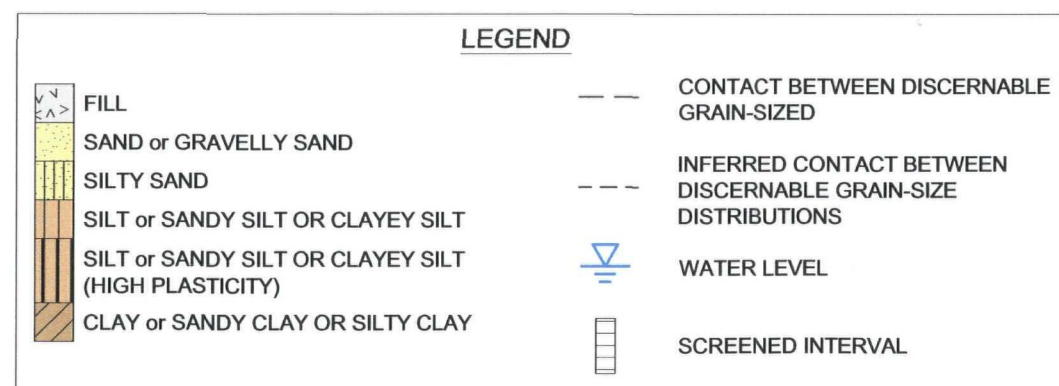 LEGEND
FILL
SAND or GRAVELLY SAND
SILTY SAND
SILT or SANDY SILT OR CLAYEY SILT
SILT or SANDY SILT OR CLAYEY SILT
(HIGH PLASTICITY)
CLAY or SANDY CLAY OR SILTY CLAY
CONTACT BETWEEN DISCERNABLE
GRAIN-SIZED
INFERRED CONTACT BETWEEN
DISCERNABLE GRAIN-SIZE
DISTRIBUTIONS
WATER LEVEL
SCREENED INTERVAL